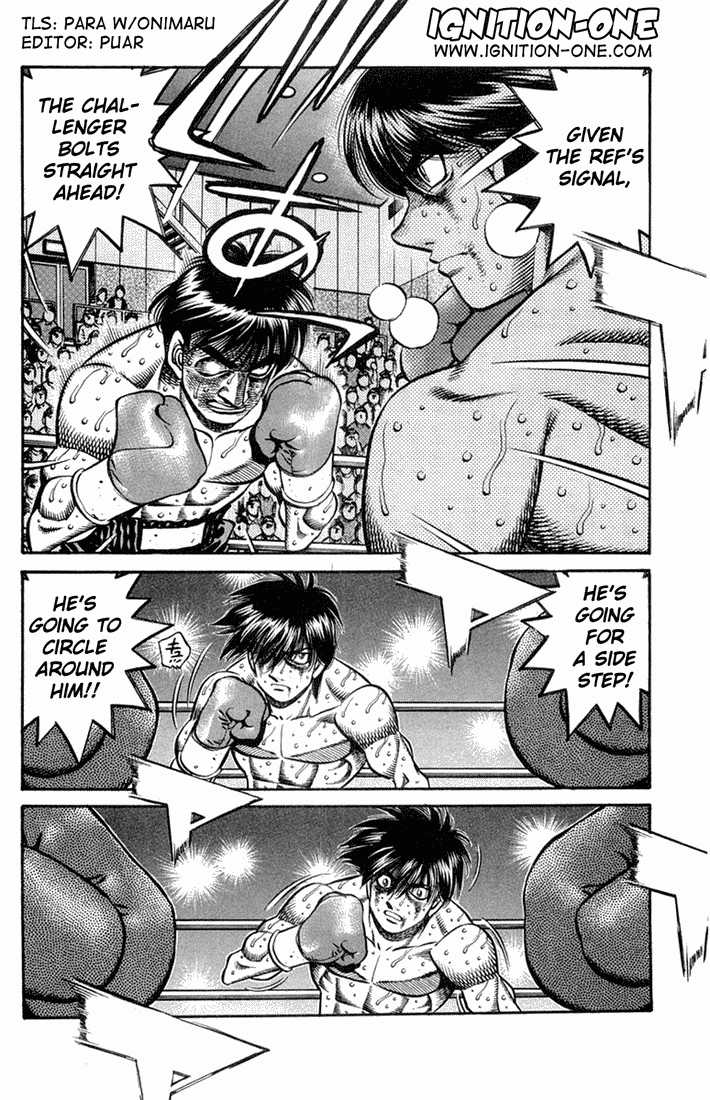 TLS: PARA W/ONIMARU
EDITOR: PUAR
IGNITION-ONE
WWW.IGNITION-ONE.COM
GIVEN
THE REF'S
SIGNAL,
THE CHAL-
LENGER
BOLTS
STRAIGHT
AHEAD!
HE'S
GOING
FOR
A SIDE
STEP!
HE'S
GOING TO
CIRCLE
AROUND
HIM!!